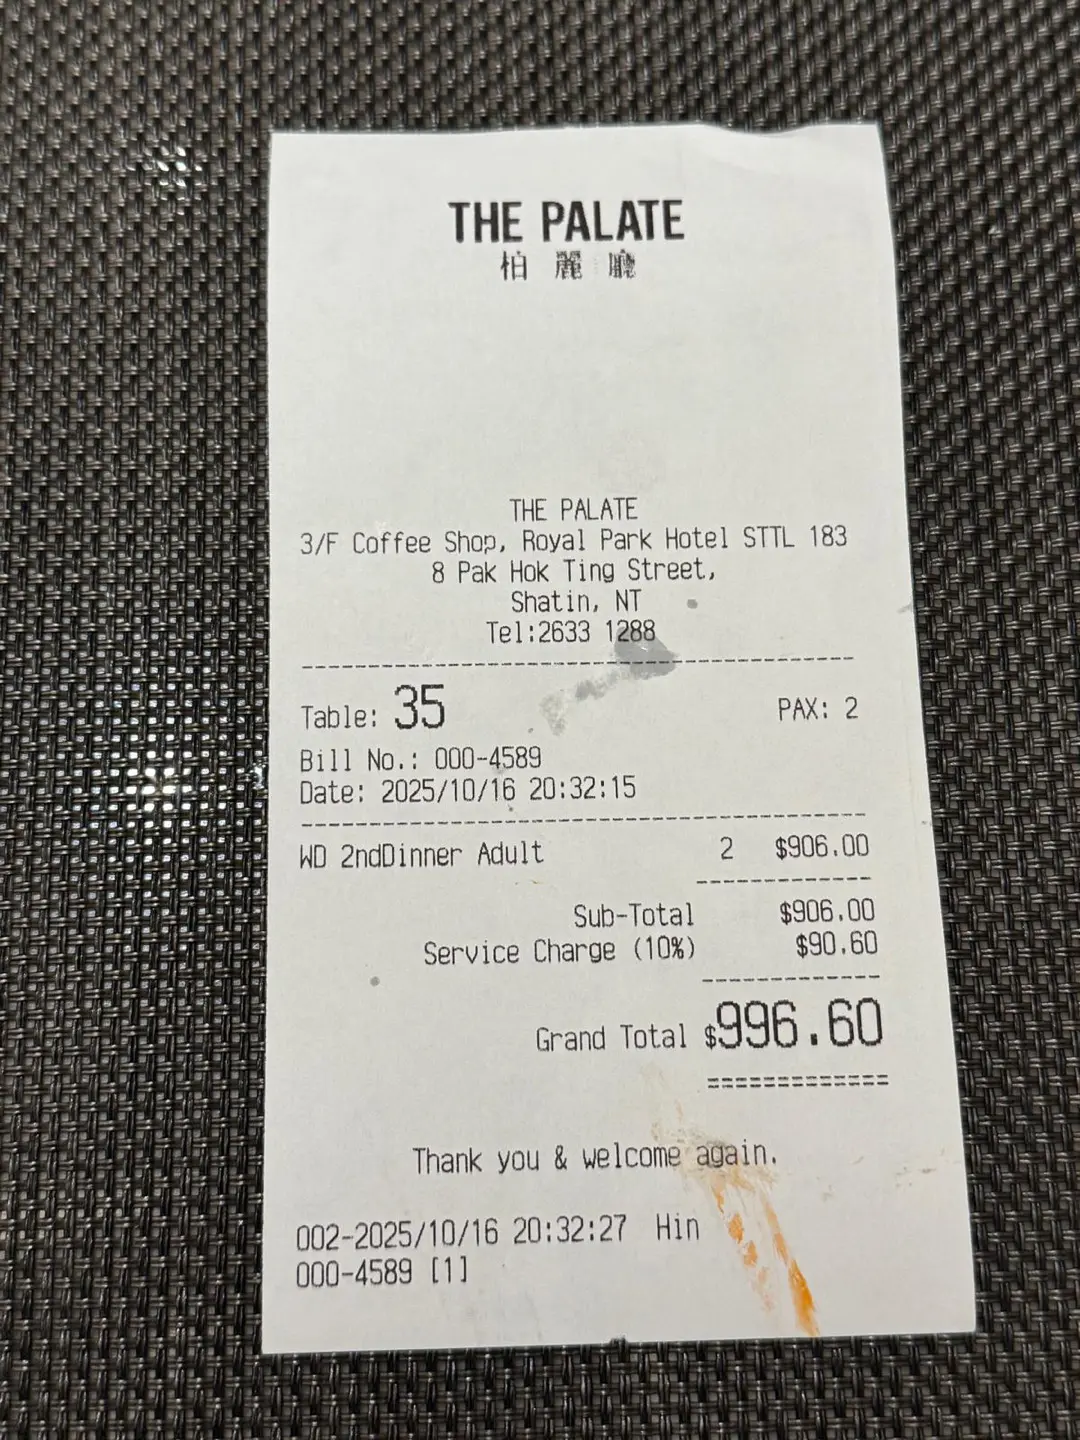 THE PALATE
柏麗廳
THE PALATE
3/F Coffee Shop, Royal Park Hotel STTL 183
8 Pak Hok Ting Street,
Shatin, NT
Tel:2633 1288
Table: 35 PAX: 2
Bill No.: 000-4589
Date: 2025/10/16 20:32:15
WD 2ndDinner Adult 2 $906.00
Sub-Total $906.00
Service Charge (10%) $90.60
Grand Total $996.60
Thank you & welcome again.
002-2025/10/16 20:32:27 Hin
000-4589 [1]